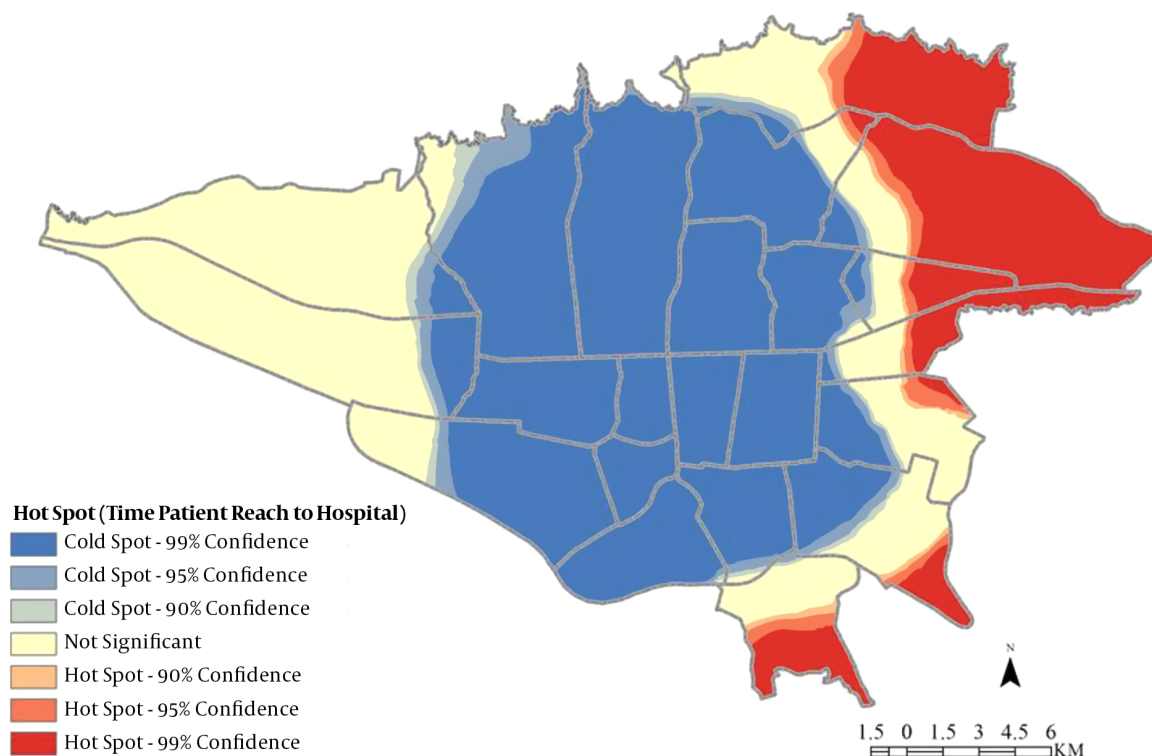 Hot Spot (Time Patient Reach to Hospital)
Cold Spot - 99% Confidence
Cold Spot - 95% Confidence
Cold Spot - 90% Confidence
Not Significant
Hot Spot - 90% Confidence
Hot Spot - 95% Confidence
Hot Spot - 99% Confidence
N
1.5 0 1.5 3 4.5 6
KM